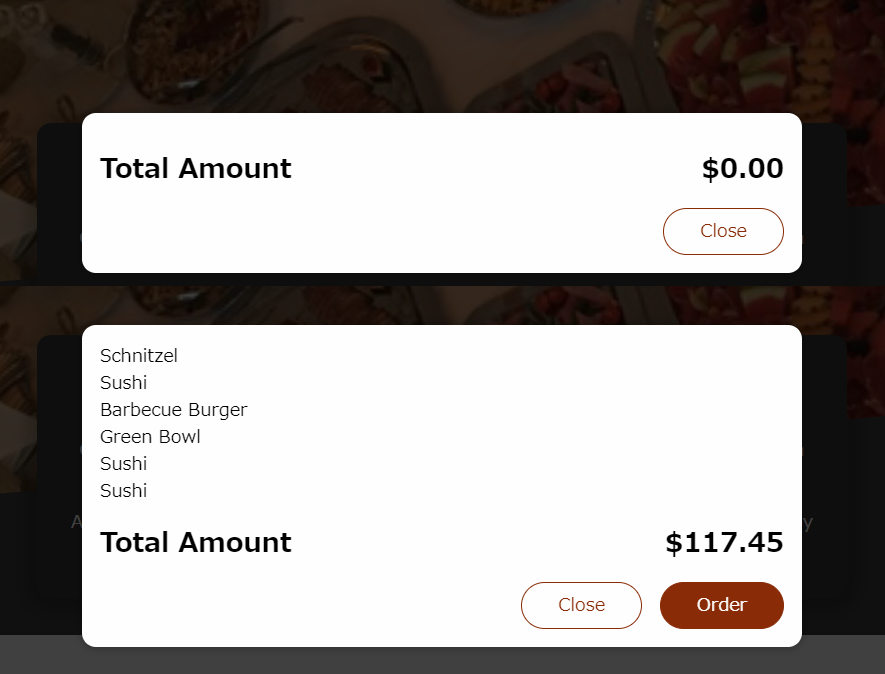 Total Amount $0.00
Close
Schnitzel
Sushi
Barbecue Burger
Green Bowl
Sushi
Sushi
Total Amount $117.45
Close Order